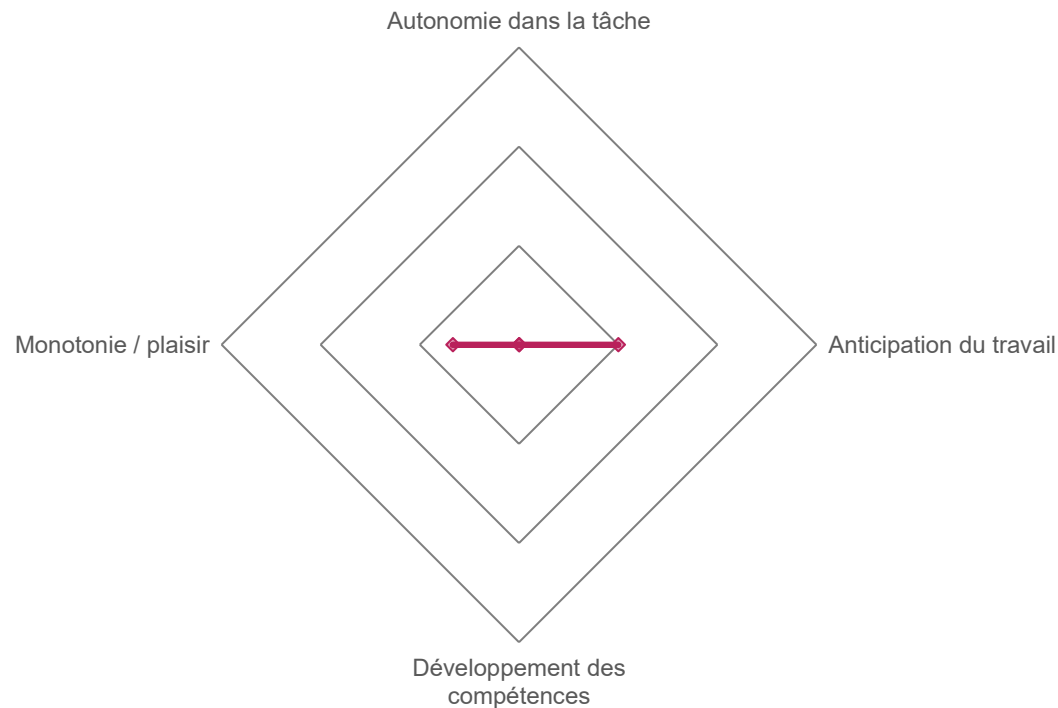 Autonomie dans la tâche
Monotonie / plaisir
Anticipation du travail
Développement des
compétences